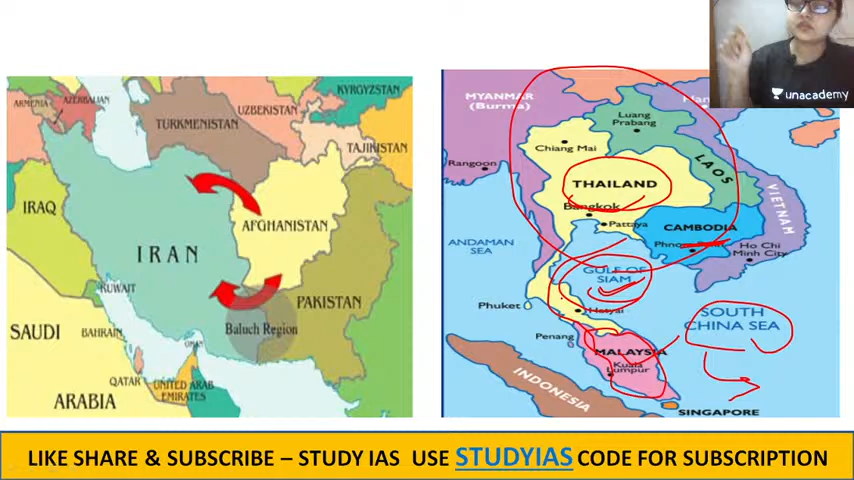 ARMENIA
AZERBAIJAN
TURKMENISTAN
UZBEKISTAN
KYRGYZSTAN
TAJIKISTAN
IRAQ
IRAN
AFGHANISTAN
KUWAIT
PAKISTAN
Baluch Region
SAUDI
ARABIA
BAHRAIN
OMAN
QATAR
UNITED ARAB
EMIRATES
MYANMAR
(Burma)
Luang
Prabang
Chiang Mai
Rangoon
LAOS
THAILAND
VIETNAM
Bangkok
Pattaya
CAMBODIA
ANDAMAN
SEA
Ho Chi
Minh City
GULF OF
SIAM
Phuket
Hatyai
SOUTH
CHINA SEA
Penang
MALAYSIA
Kuala
Lumpur
INDONESIA
SINGAPORE
unacademy
LIKE SHARE & SUBSCRIBE – STUDY IAS USE STUDYIAS CODE FOR SUBSCRIPTION